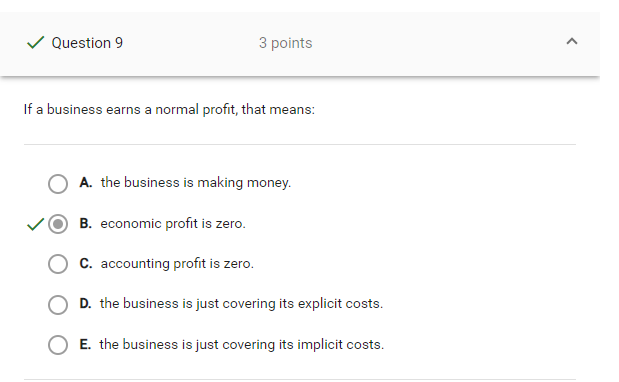 Question 9 3 points
If a business earns a normal profit, that means:
A. the business is making money.
B. economic profit is zero.
C. accounting profit is zero.
D. the business is just covering its explicit costs.
E. the business is just covering its implicit costs.